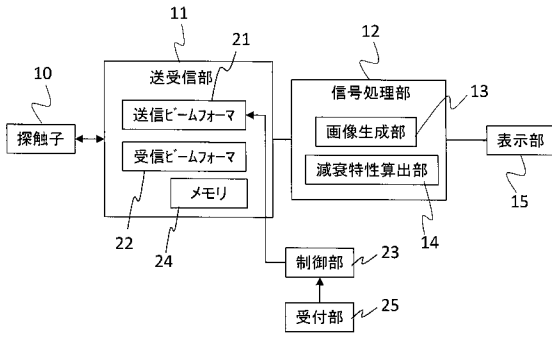 11
12
10
送受信部
21
信号処理部
13
送信ビームフォーマ
画像生成部
探触子
表示部
受信ビームフォーマ
減衰特性算出部
メモリ
15
22
24
14
制御部
23
受付部
25